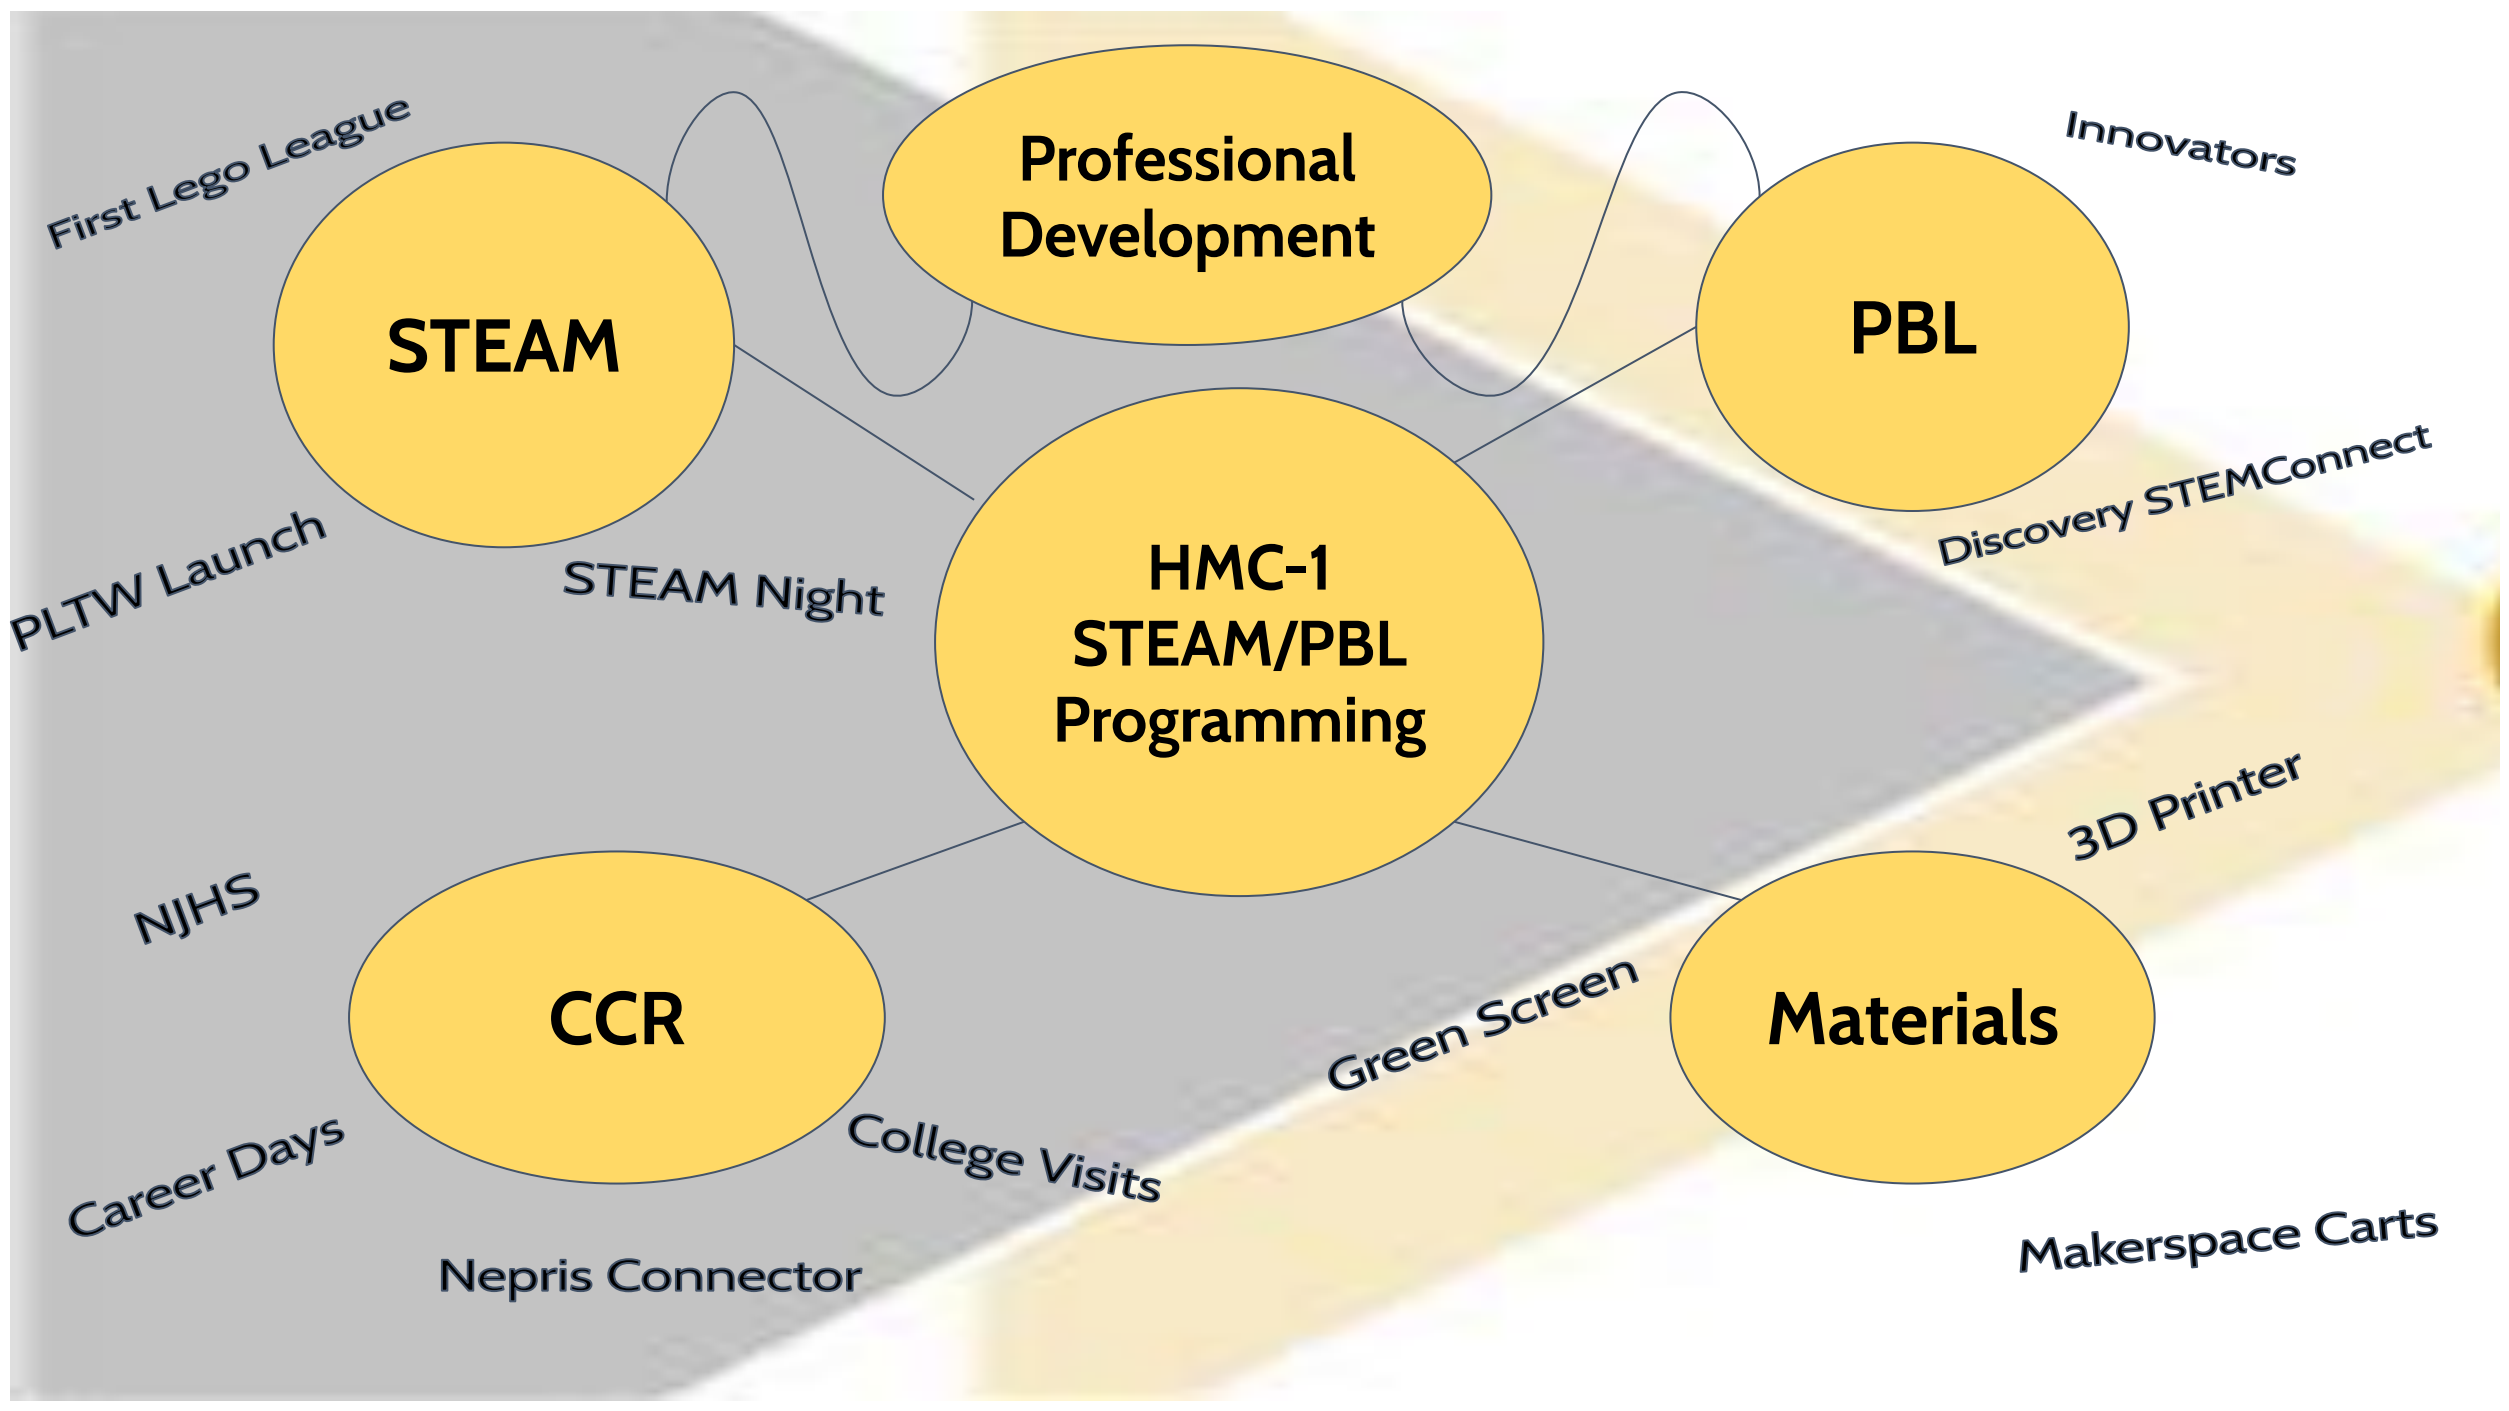 First Lego League
Professional
Development
Innovators
STEAM
PBL
PLTW Launch
STEAM Night
Discovery STEMConnect
HMC-1
STEAM/PBL
Programming
NJHS
3D Printer
CCR
Green Screen
Materials
Career Days
College Visits
Nepris Connector
Makerspace Carts